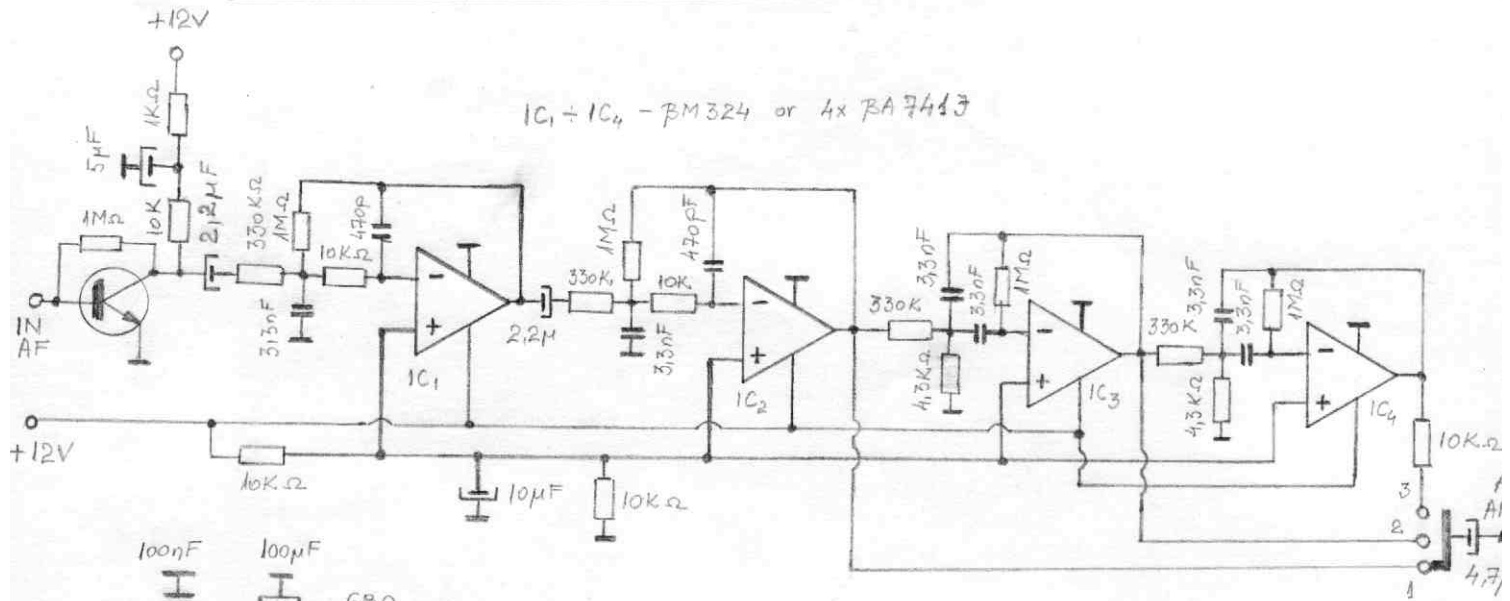 +12V
1KΩ
5μF
10K
2,2μF
1MΩ
IN
AF
330KΩ
1MΩ
10KΩ
470p
3,3nF
IC₁
IC₁ ÷ IC₄ - βM324 or 4x βA741J
2,2μ
330K
1MΩ
10K
470pF
3,3nF
IC₂
330K
3,3nF
3,3nF
1MΩ
4,3KΩ
IC₃
330K
3,3nF
3,3nF
1MΩ
4,3KΩ
IC₄
+12V
10KΩ
10μF
10KΩ
10KΩ
3
2
1
100nF
100μF